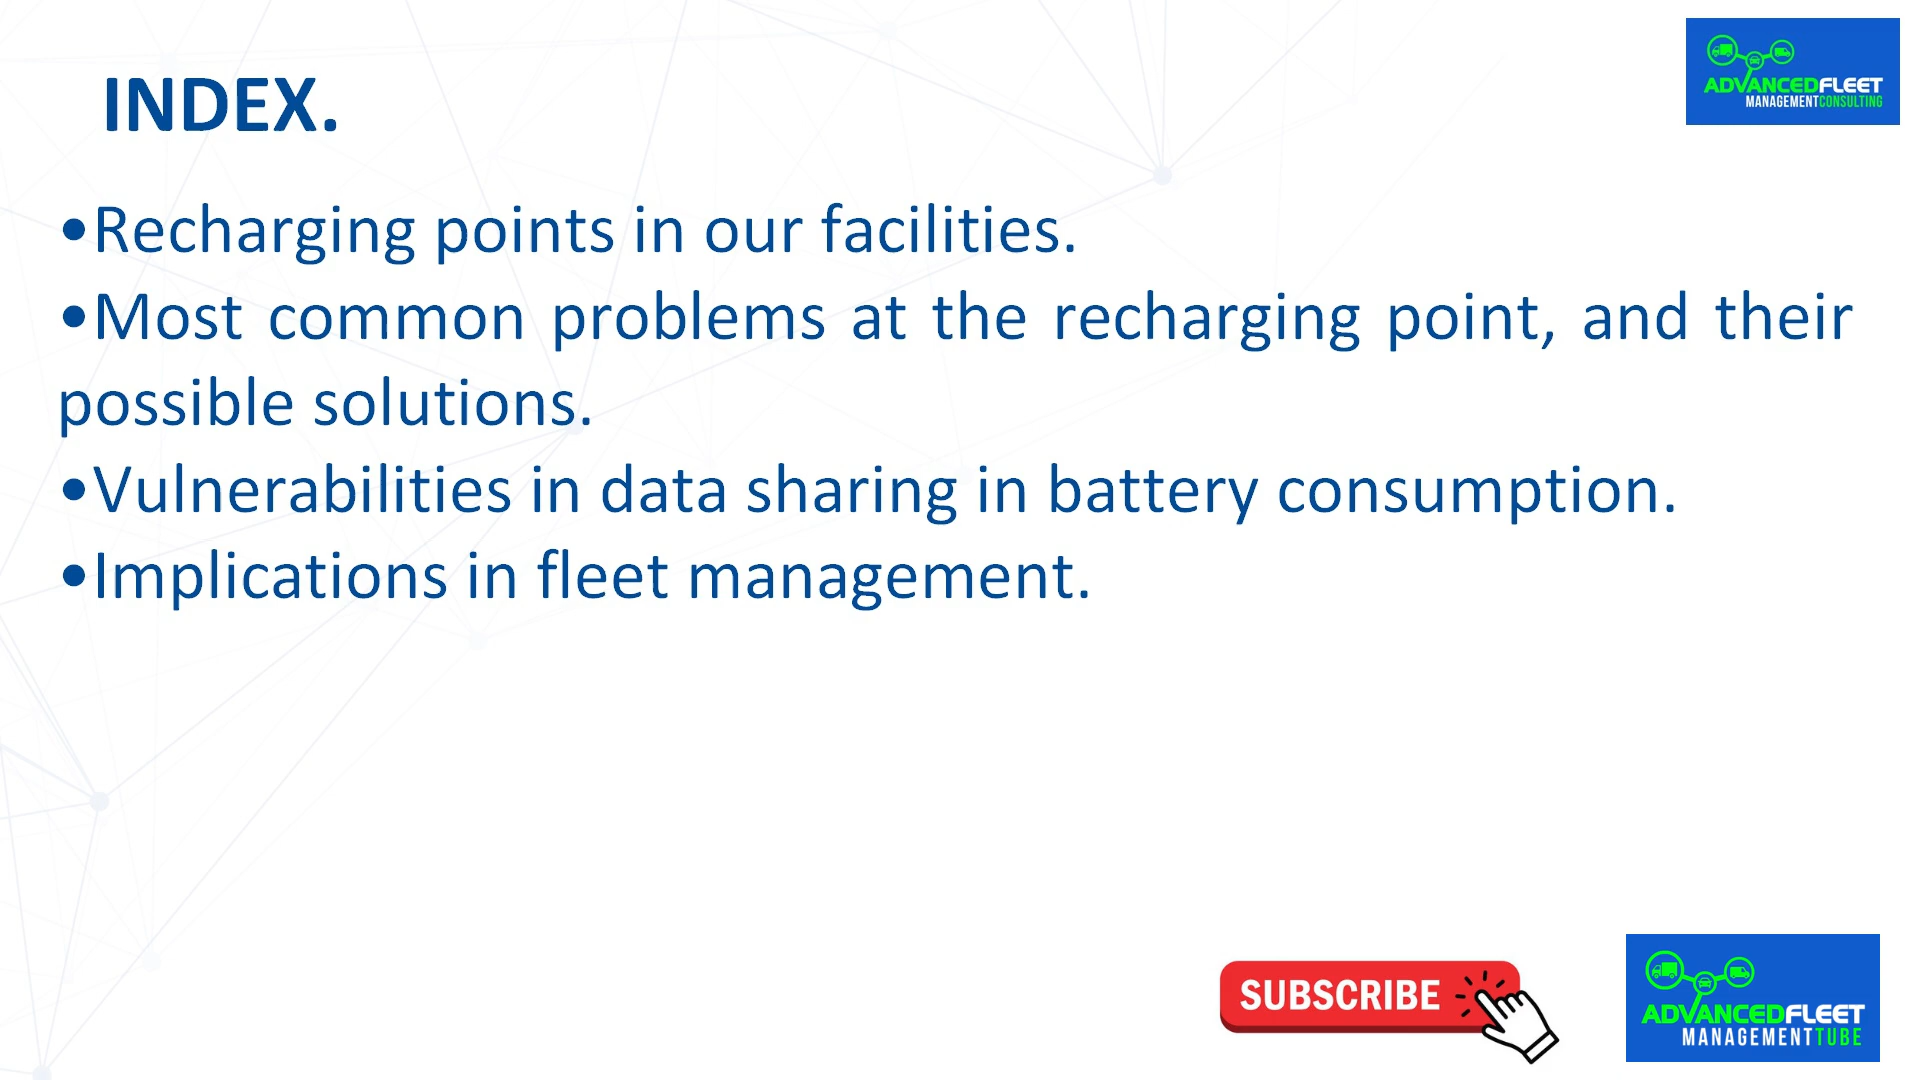 INDEX.
ADVANCEDFLEET
MANAGEMENTCONSULTING
•Recharging points in our facilities.
•Most common problems at the recharging point, and their
possible solutions.
•Vulnerabilities in data sharing in battery consumption.
•Implications in fleet management.
SUBSCRIBE
ADVANCEDFLEET
MANAGEMENTTUBE